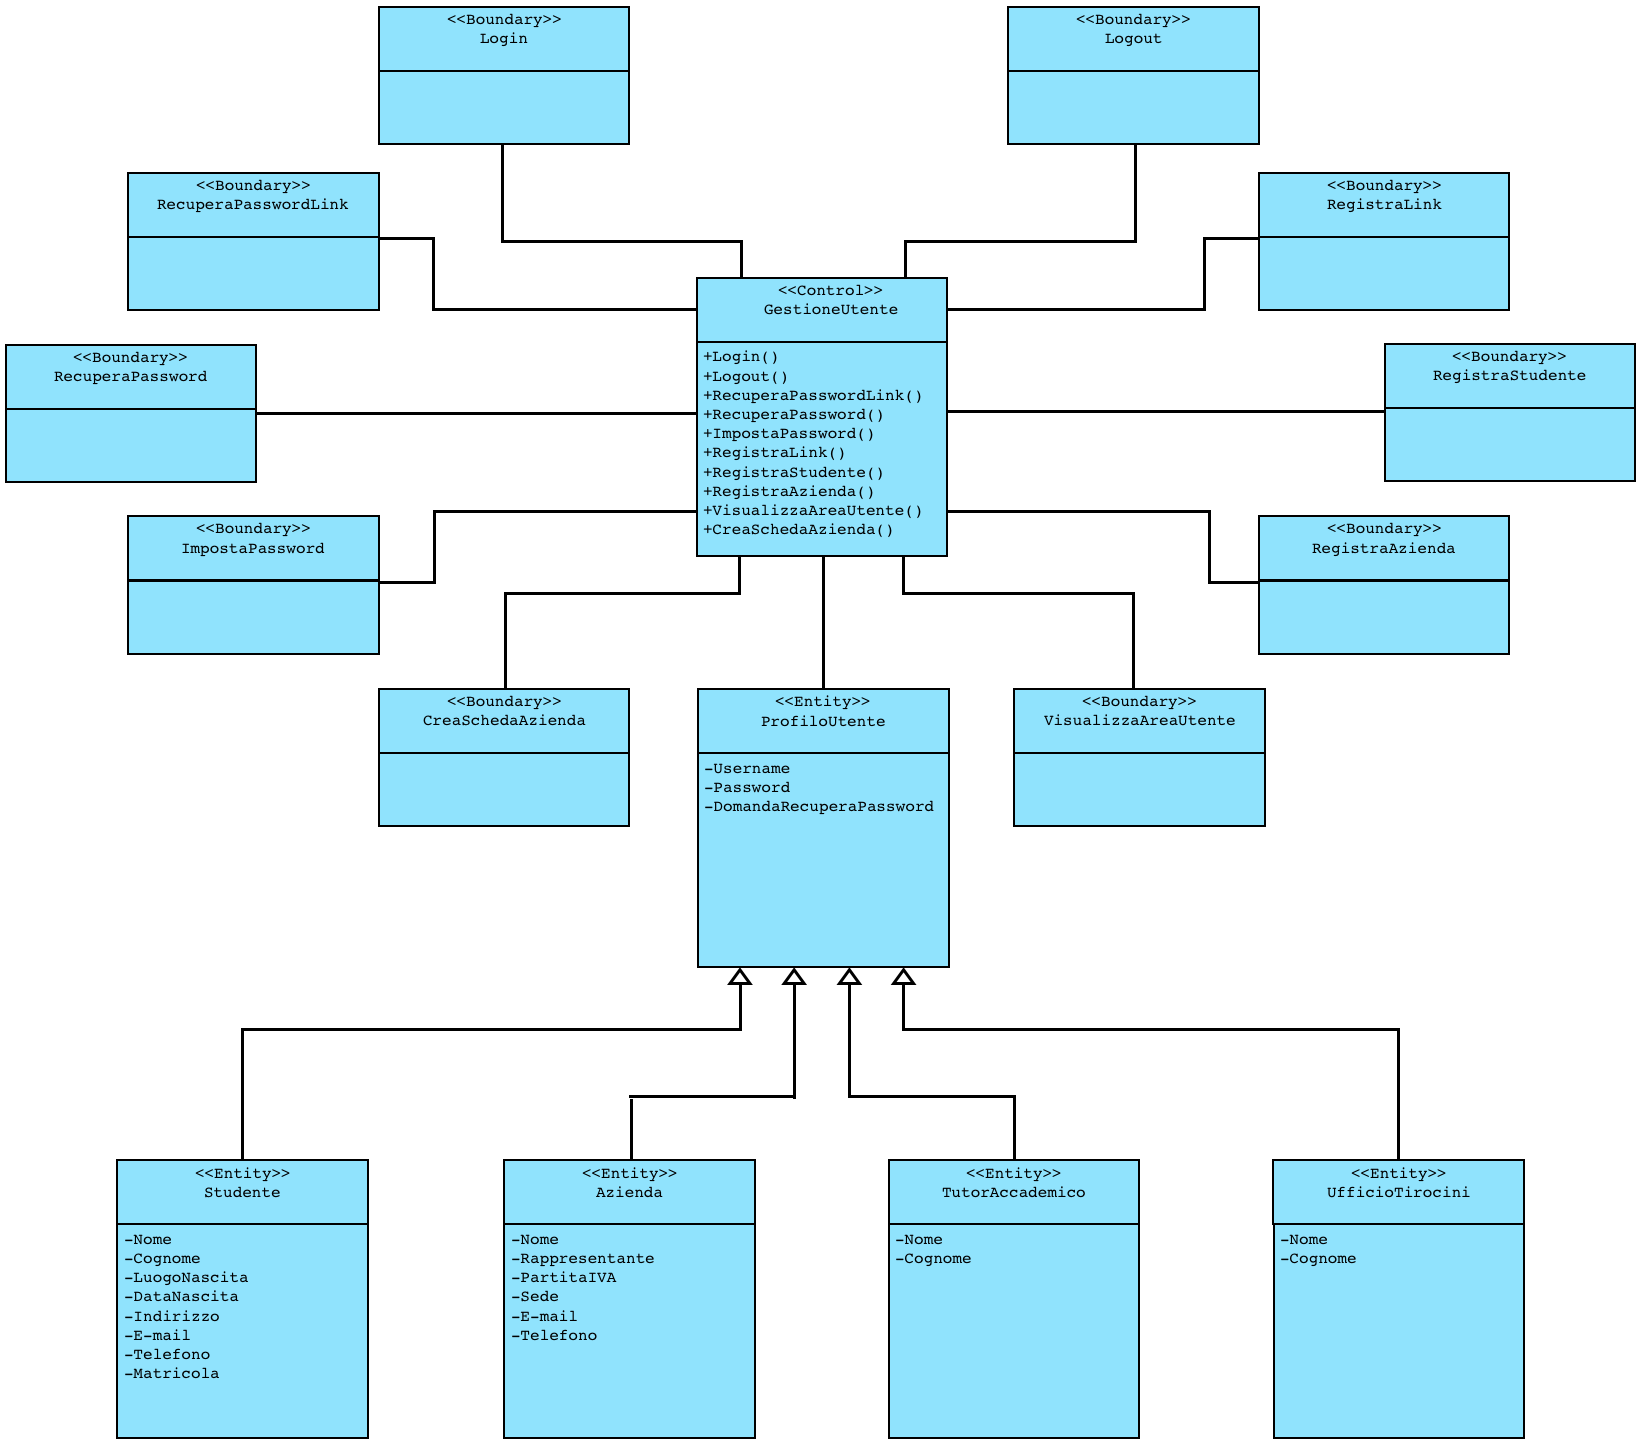 <<Boundary>>
Login
<<Boundary>>
Logout
<<Boundary>>
RecuperaPasswordLink
<<Boundary>>
RegistraLink
<<Control>>
GestioneUtente
+Login()
+Logout()
+RecuperaPasswordLink()
+RecuperaPassword()
+ImpostaPassword()
+RegistraLink()
+RegistraStudente()
+RegistraAzienda()
+VisualizzaAreaUtente()
+CreaSchedaAzienda()
<<Boundary>>
RecuperaPassword
<<Boundary>>
RegistraStudente
<<Boundary>>
ImpostaPassword
<<Boundary>>
RegistraAzienda
<<Boundary>>
CreaSchedaAzienda
<<Entity>>
ProfiloUtente
-Username
-Password
-DomandaRecuperaPassword
<<Boundary>>
VisualizzaAreaUtente
<<Entity>>
Studente
-Nome
-Cognome
-LuogoNascita
-DataNascita
-Indirizzo
-E-mail
-Telefono
-Matricola
<<Entity>>
Azienda
-Nome
-Rappresentante
-PartitaIVA
-Sede
-E-mail
-Telefono
<<Entity>>
TutorAccademico
-Nome
-Cognome
<<Entity>>
UfficioTirocini
-Nome
-Cognome